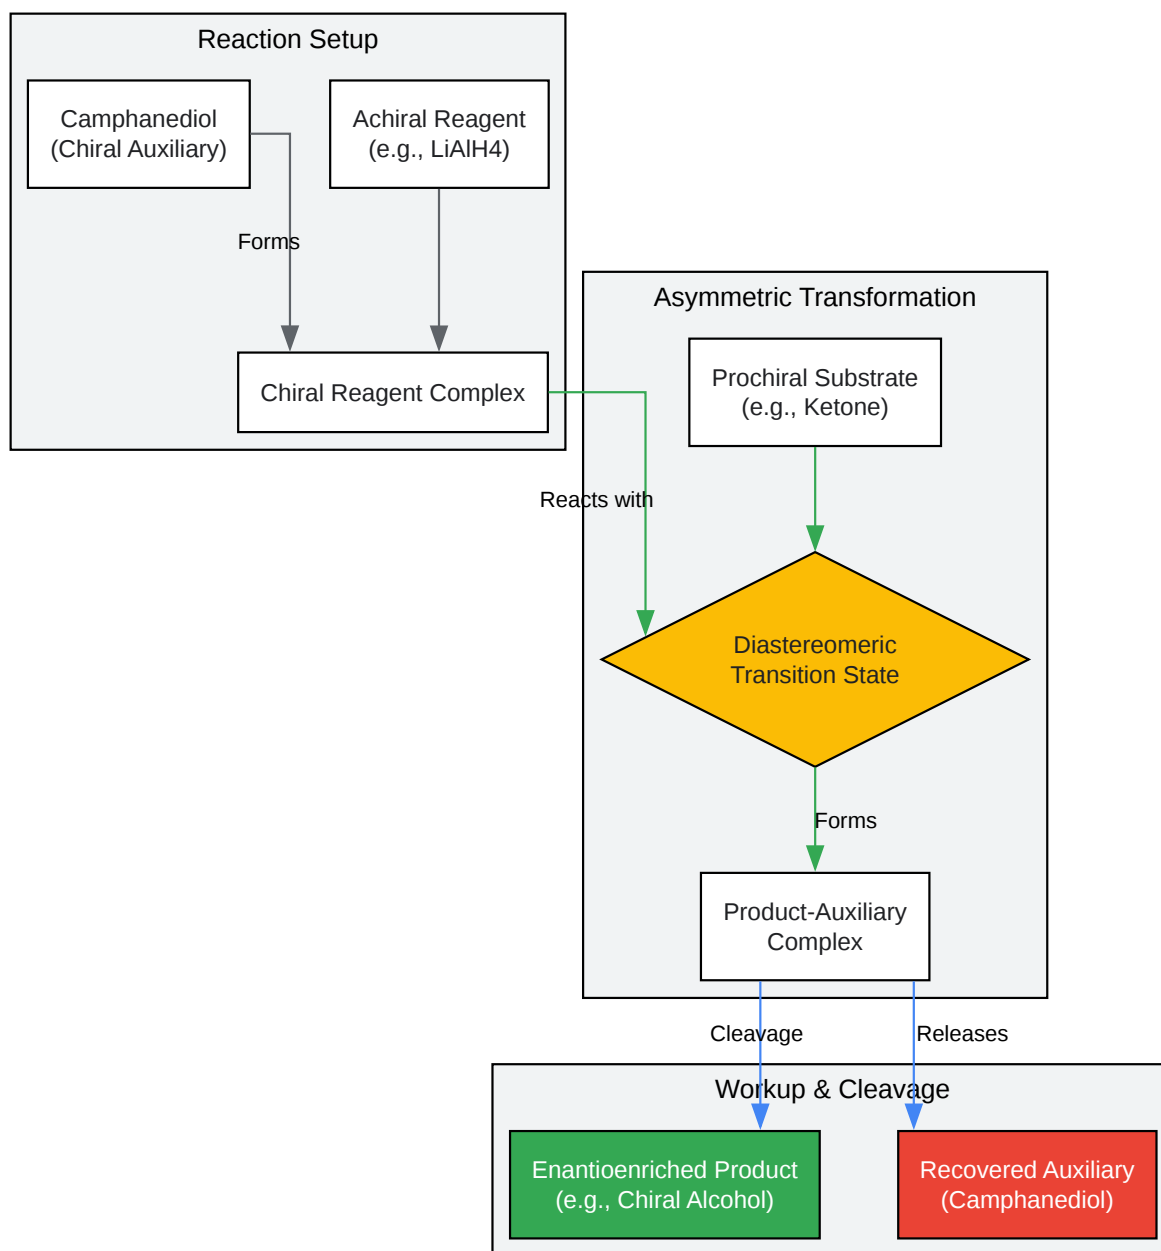 Reaction Setup
Camphanediol
(Chiral Auxiliary)
Achiral Reagent
(e.g., LiAlH4)
Forms
Chiral Reagent Complex
Asymmetric Transformation
Prochiral Substrate
(e.g., Ketone)
Reacts with
Diastereomeric
Transition State
Forms
Product-Auxiliary
Complex
Cleavage
Releases
Workup & Cleavage
Enantioenriched Product
(e.g., Chiral Alcohol)
Recovered Auxiliary
(Camphanediol)